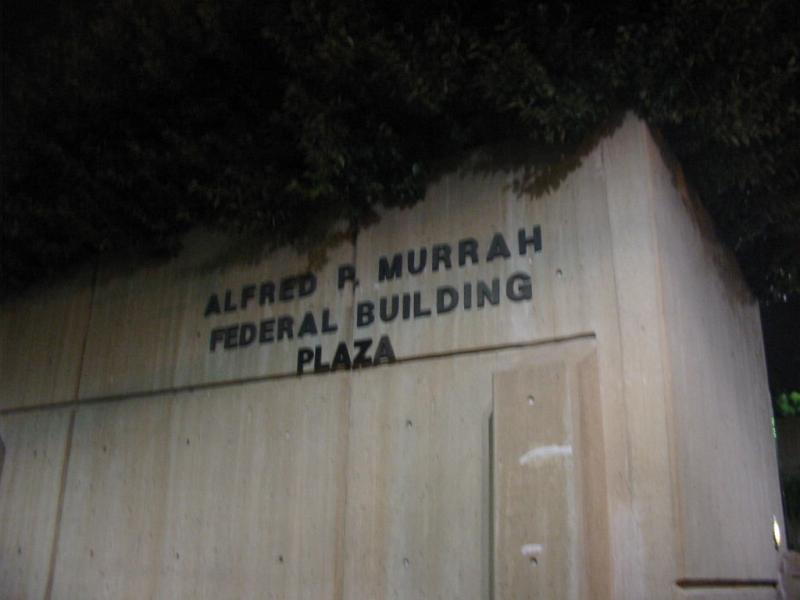 ALFRED P. MURRAH
FEDERAL BUILDING
PLAZA